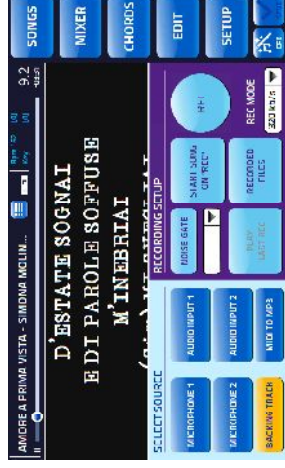 AMORE A PRIMA VISTA - SIMONA MOLIN...
Key
9.2
D'ESTATE SOGNAI
E DI PAROLE SOFFUSE
M'INEBRIAI
SONGS
MIXER
CHORDS
EDIT
SETUP
SELECT SOURCE
MICROPHONE 1
AUDIO INPUT 1
MICROPHONE 2
AUDIO INPUT 2
BACKING TRACK
MIDI TO MP3
RECORDING SETUP
NOISE GATE
START SONG
ON "REC"
REC
PLAY
LAST REC
RECORDED
FILES
REC MODE
320 kb/s